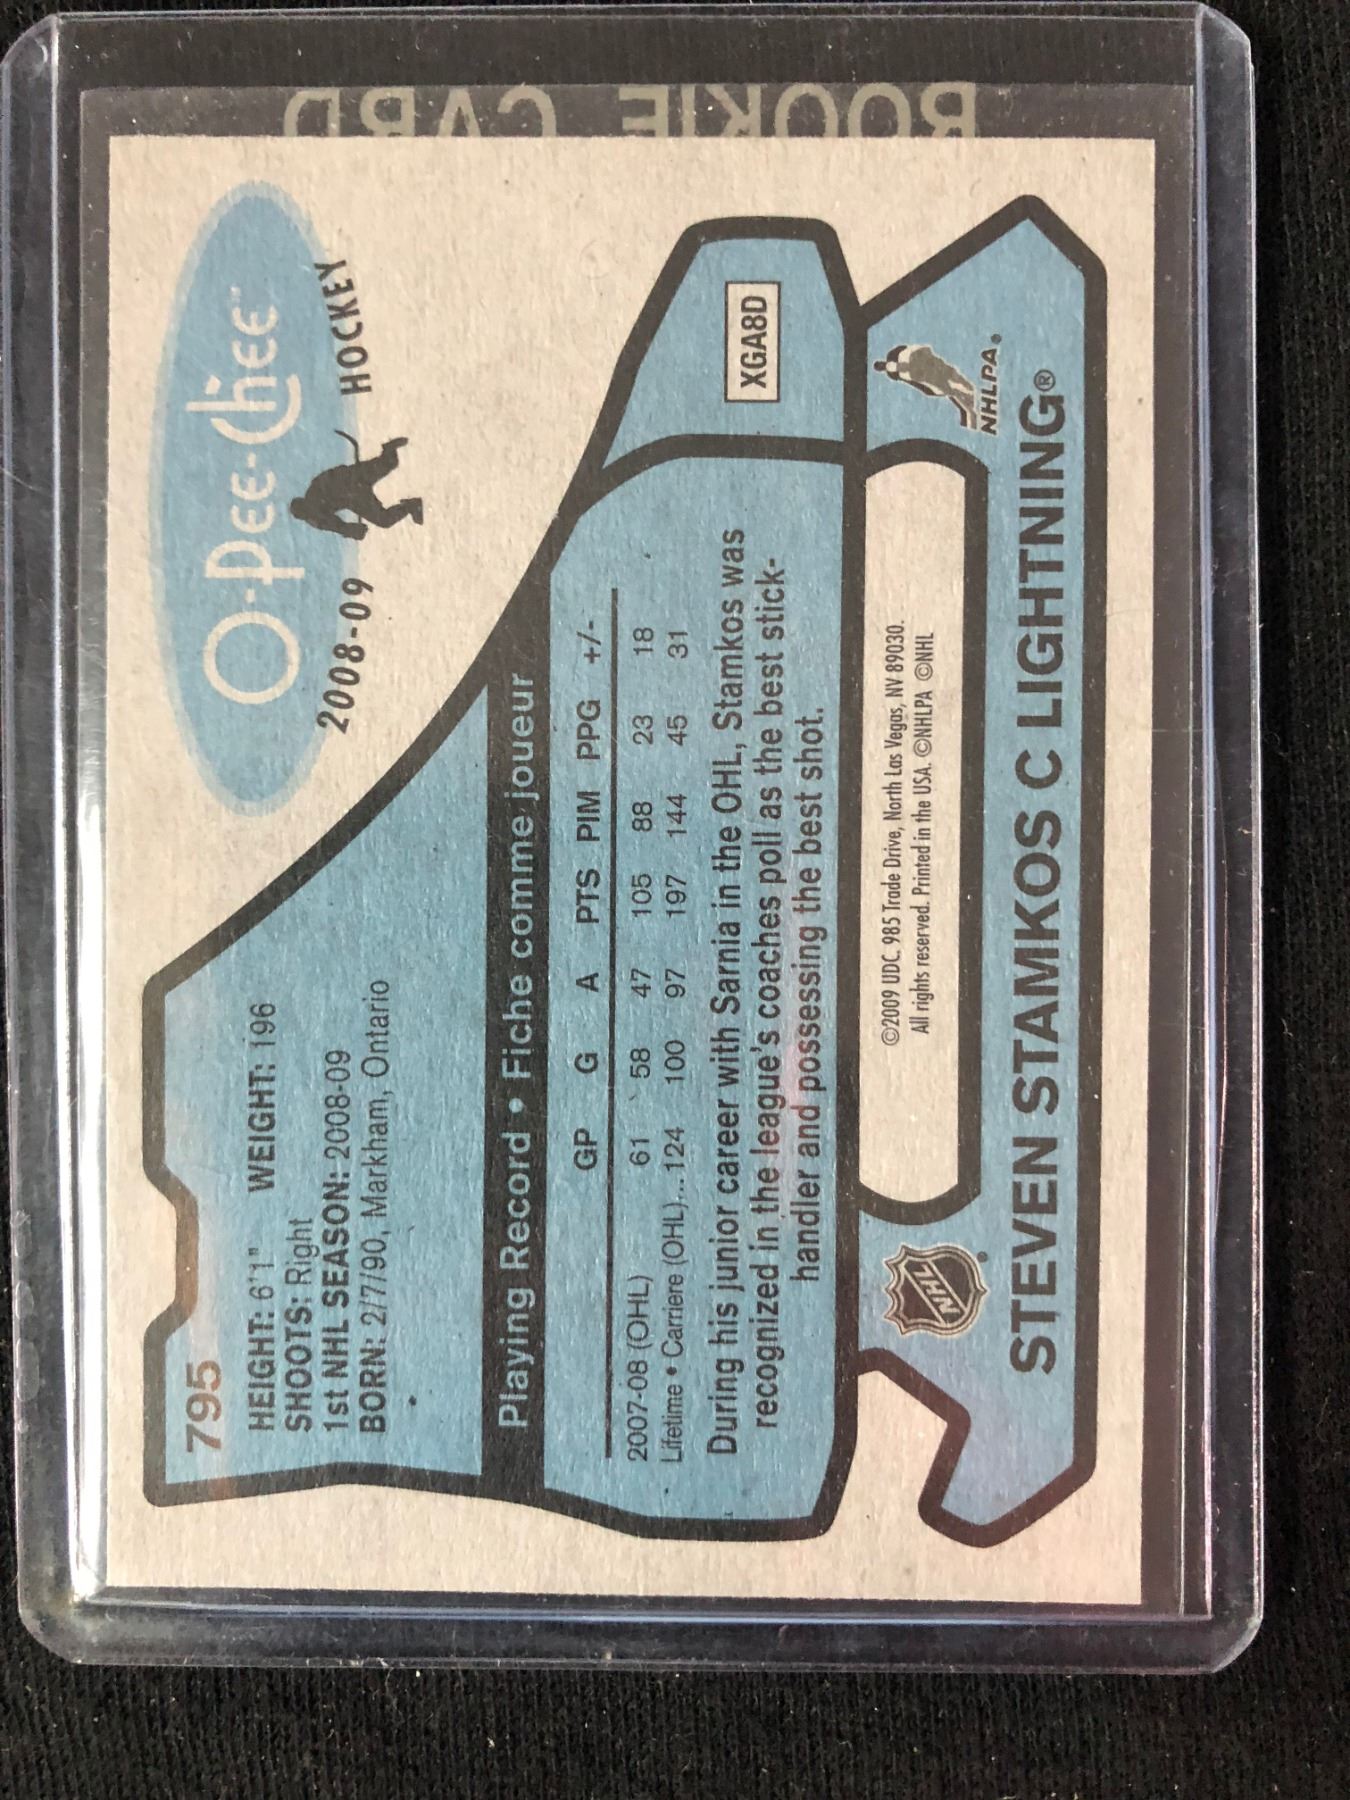 ROOKIE CARD
O-Pee-Chee™
2008-09 HOCKEY
795
HEIGHT: 6'1" WEIGHT: 196
SHOOTS: Right
1st NHL SEASON: 2008-09
BORN: 2/7/90, Markham, Ontario
Playing Record • Fiche comme joueur
GP G A PTS PIM PPG +/-
2007-08 (OHL) 61 58 47 105 88 23 18
Lifetime • Carriere (OHL)...124 100 97 197 144 45 31
During his junior career with Sarnia in the OHL, Stamkos was
recognized in the league's coaches poll as the best stick-
handler and possessing the best shot.
XGA8D
©2009 UDC. 985 Trade Drive, North Las Vegas, NV 89030.
All rights reserved. Printed in the USA. ©NHLPA ©NHL
NHL®
NHLPA®
STEVEN STAMKOS C LIGHTNING®